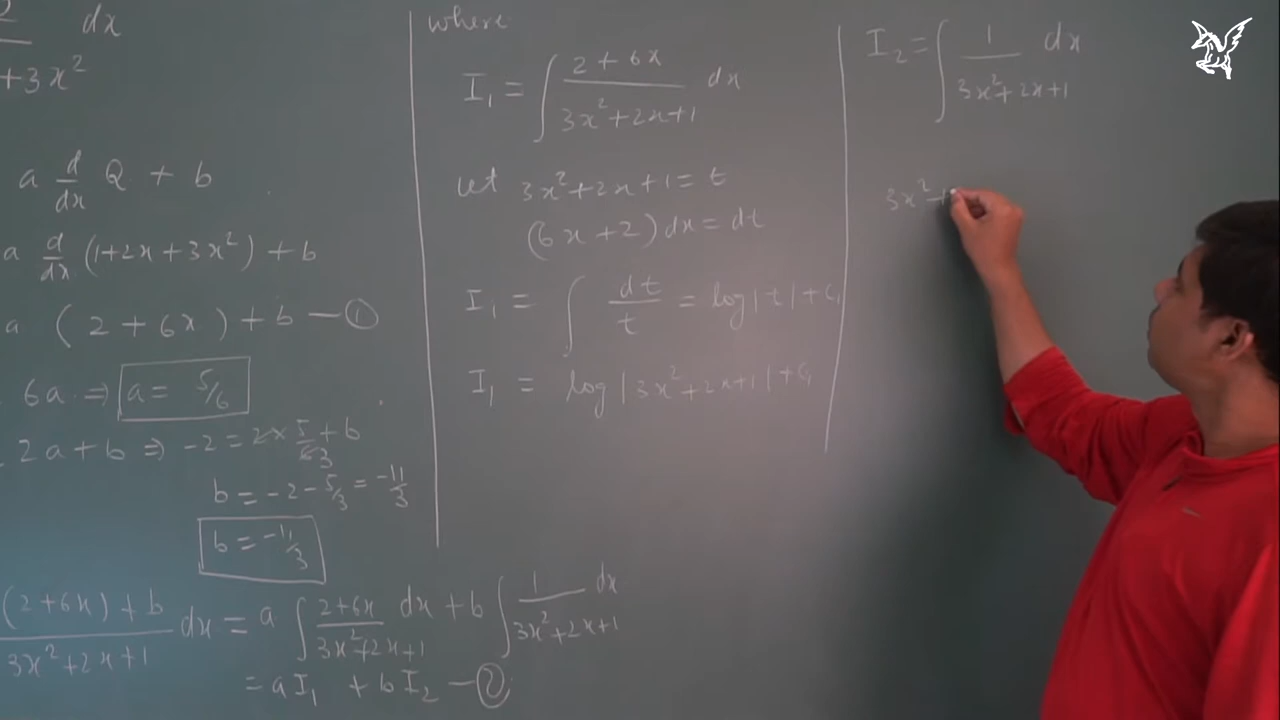 2 dx
+3x²
a d/dx Q + b
a d/dx (1+2x+3x²) + b
a (2 + 6x) + b — ①
6a ⇒ a = 5/6
2a + b ⇒ -2 = 2 × 5/63 + b
b = -2 - 5/3 = -11/3
b = -11/3
(2+6x) + b / 3x²+2x+1 dx = a ∫ 2+6x / 3x²+2x+1 dx + b ∫ 1 / 3x²+2x+1 dx
= aI₁ + bI₂ — ②
where
I₁ = ∫ 2 + 6x / 3x²+2x+1 dx
Let 3x²+2x+1 = t
(6x+2) dx = dt
I₁ = ∫ dt / t = log|t| + C₁
I₁ = log|3x²+2x+1| + C₁
I₂ = ∫ 1 / 3x²+2x+1 dx
3x²+